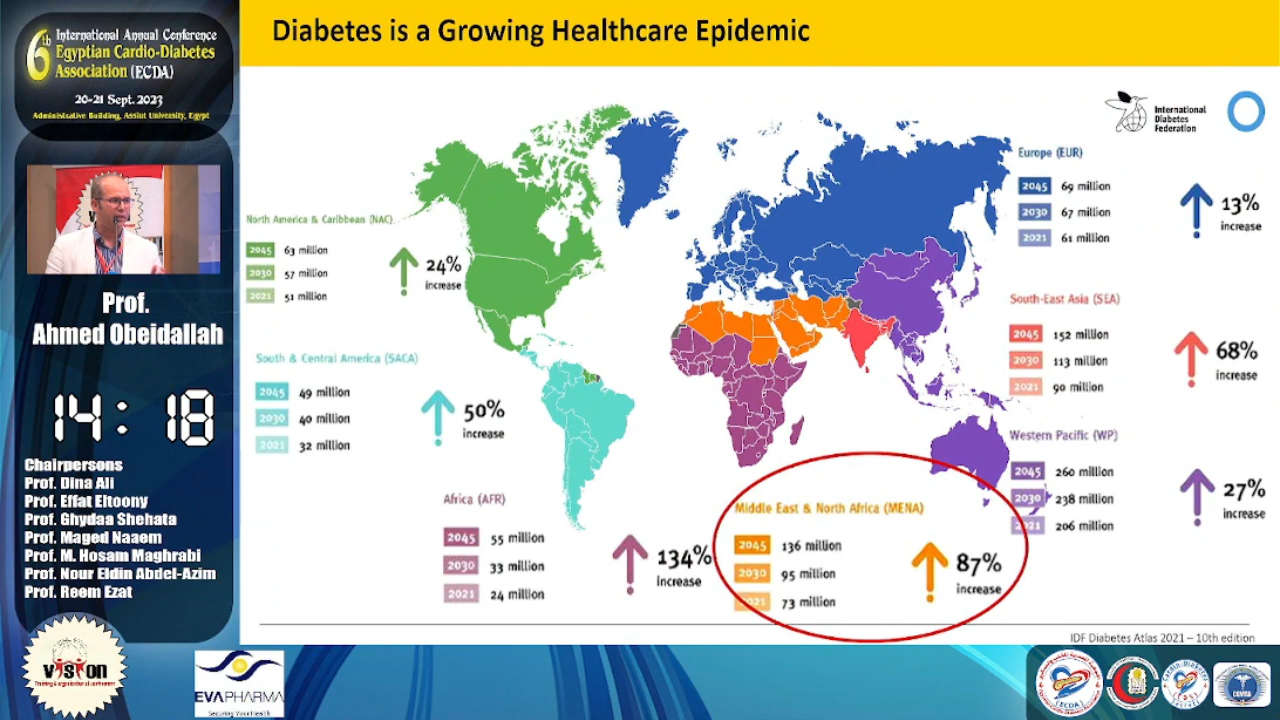 6th International Annual Conference
Egyptian Cardio-Diabetes
Association (ECDA)
20-21 Sept. 2023
Administrative Building, Assiut University, Egypt
Prof.
Ahmed Obeidallah
14:18
Chairpersons
Prof. Dina Ali
Prof. Effat Eltoony
Prof. Ghydaa Shehata
Prof. Maged Naaem
Prof. M. Hosam Maghrabi
Prof. Nour Eldin Abdel-Azim
Prof. Reem Ezat
Diabetes is a Growing Healthcare Epidemic
International
Diabetes
Federation
North America & Caribbean (NAC)
2045 63 million
2030 57 million
2021 51 million
24%
increase
South & Central America (SACA)
2045 49 million
2030 40 million
2021 32 million
50%
increase
Africa (AFR)
2045 55 million
2030 33 million
2021 24 million
134%
increase
Middle East & North Africa (MENA)
2045 136 million
2030 95 million
2021 73 million
87%
increase
Europe (EUR)
2045 69 million
2030 67 million
2021 61 million
13%
increase
South-East Asia (SEA)
2045 152 million
2030 113 million
2021 90 million
68%
increase
Western Pacific (WP)
2045 260 million
2030 238 million
2021 206 million
27%
increase
IDF Diabetes Atlas 2021 – 10th edition
vision
EVAPHARMA
Securing Your Health
(ECDA)